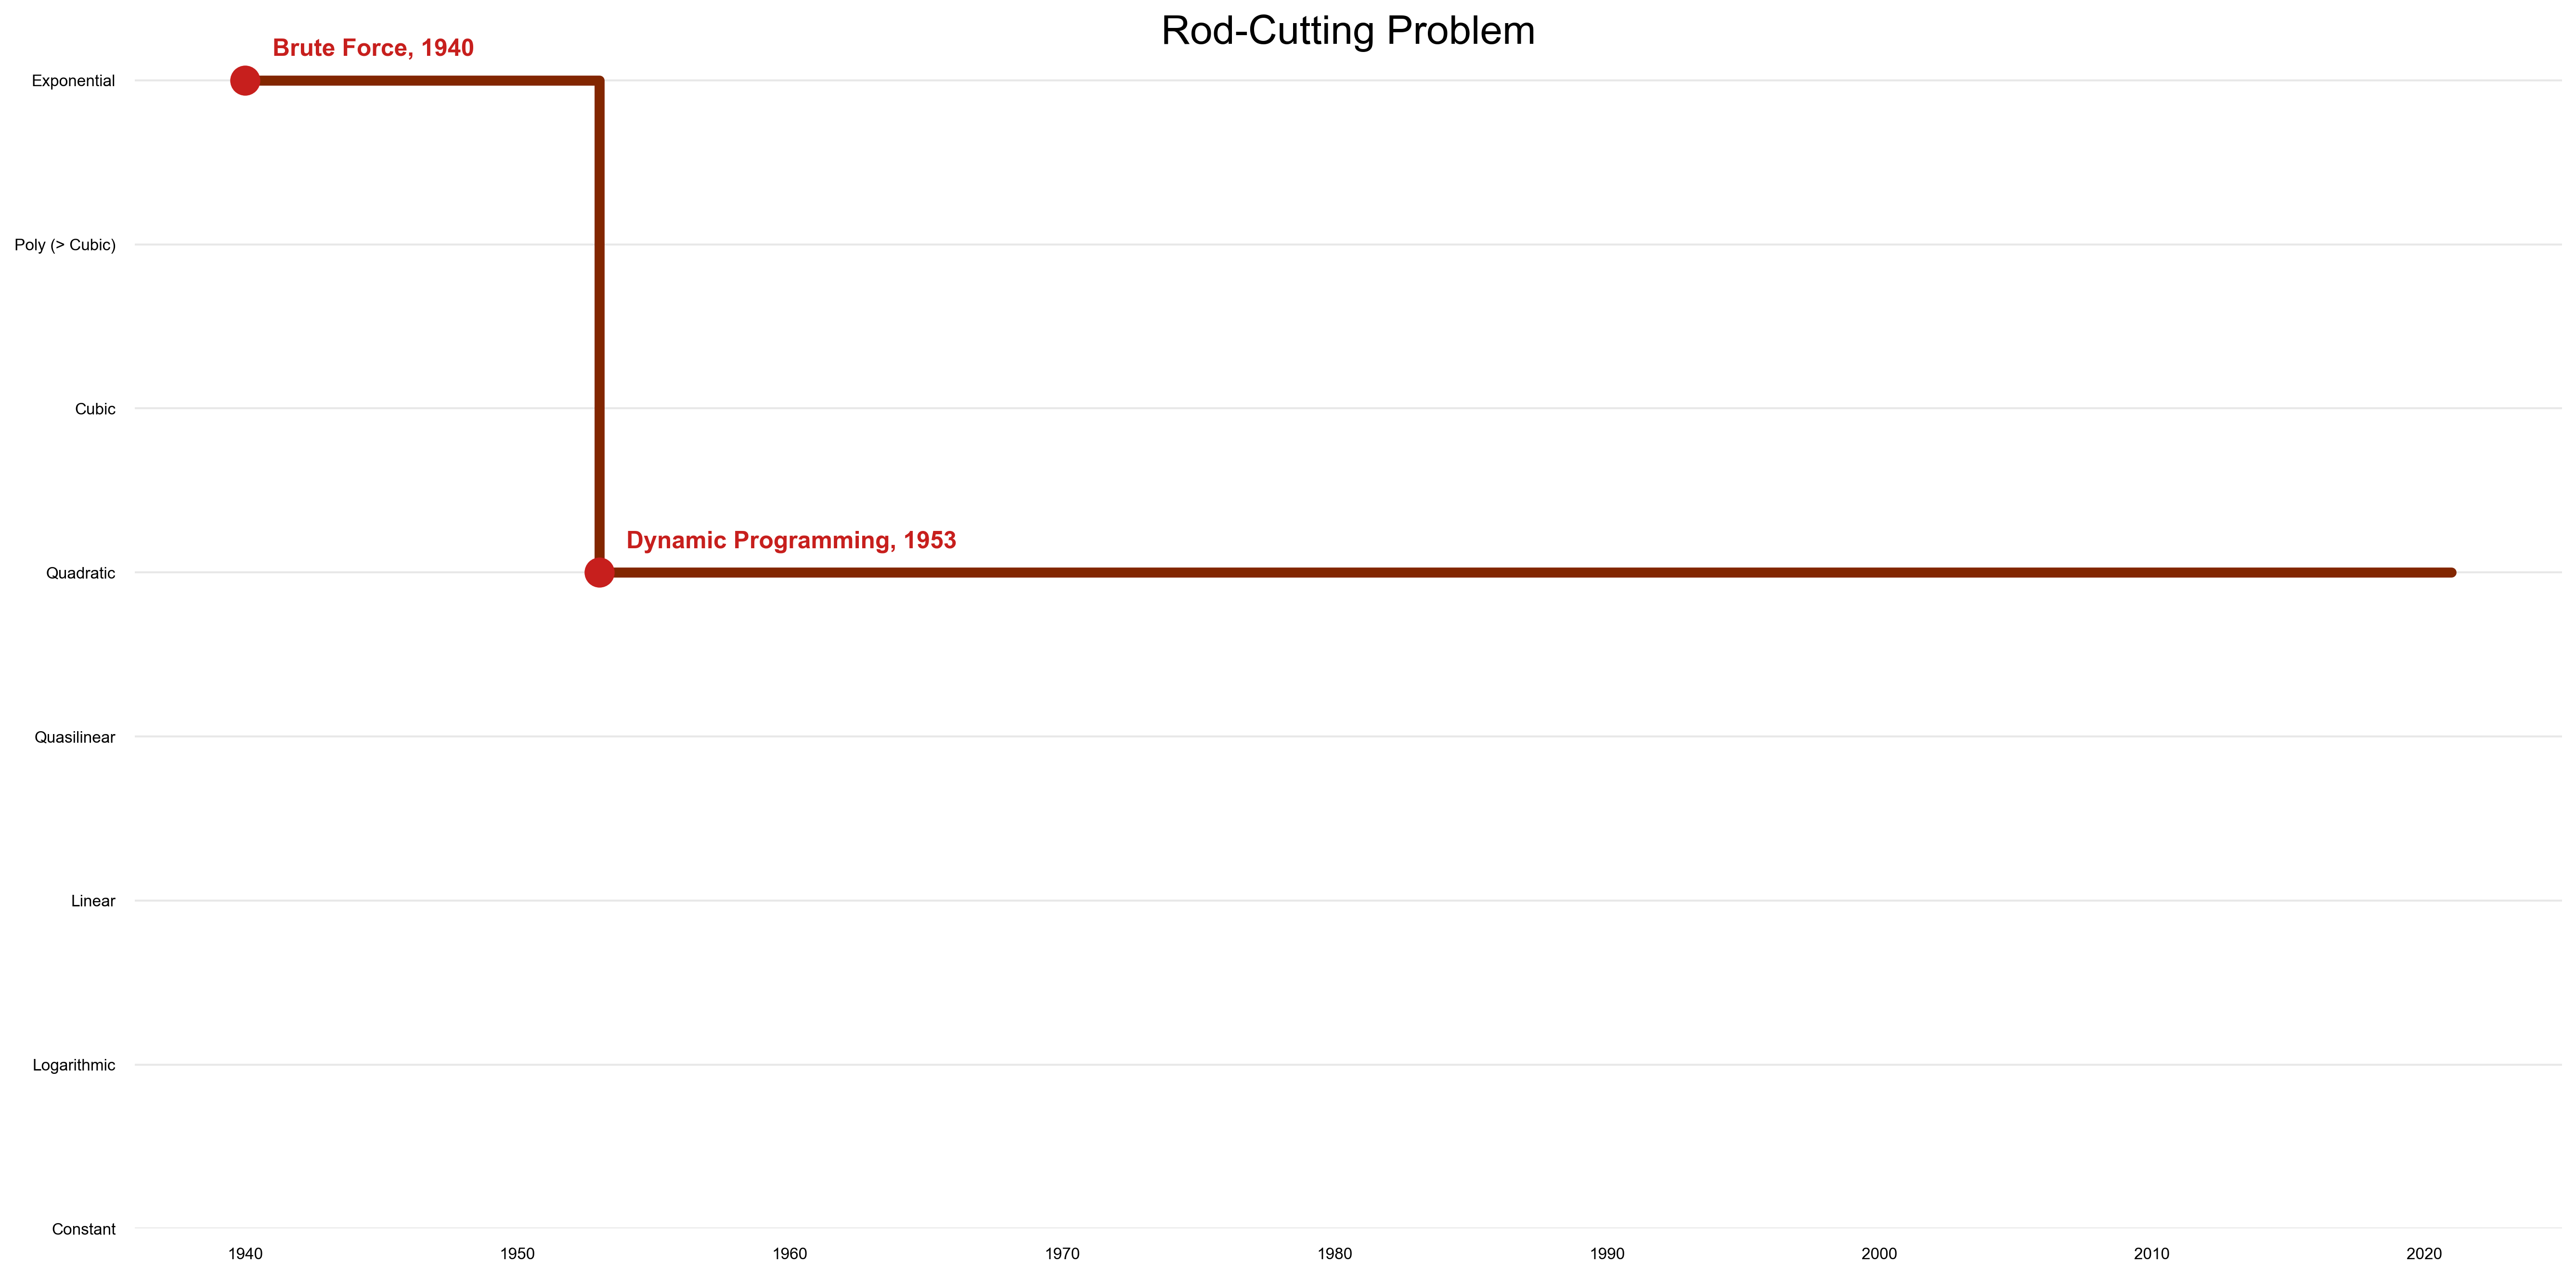 Rod-Cutting Problem
Brute Force, 1940
Exponential
Poly (> Cubic)
Cubic
Dynamic Programming, 1953
Quadratic
Quasilinear
Linear
Logarithmic
Constant
1940 1950 1960 1970 1980 1990 2000 2010 2020